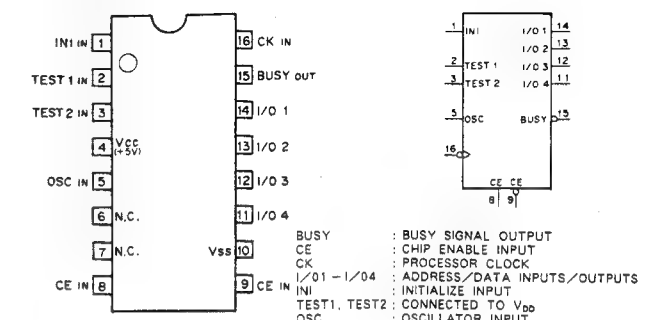 INI IN 1
16 CK IN
TEST 1 IN 2
15 BUSY OUT
TEST 2 IN 3
14 I/O 1
4 VCC (+5V)
13 I/O 2
OSC IN 5
12 I/O 3
6 N.C.
11 I/O 4
7 N.C.
VSS 10
CE IN 8
9 CE IN
1 INI
I/O 1 14
I/O 2 13
2 TEST 1
I/O 3 12
3 TEST 2
I/O 4 11
5 OSC
BUSY 15
16
CE CE
8 9
BUSY : BUSY SIGNAL OUTPUT
CE : CHIP ENABLE INPUT
CK : PROCESSOR CLOCK
I/O1 - I/O4 : ADDRESS/DATA INPUTS/OUTPUTS
INI : INITIALIZE INPUT
TEST1, TEST2 : CONNECTED TO VDD
OSC : OSCILLATOR INPUT